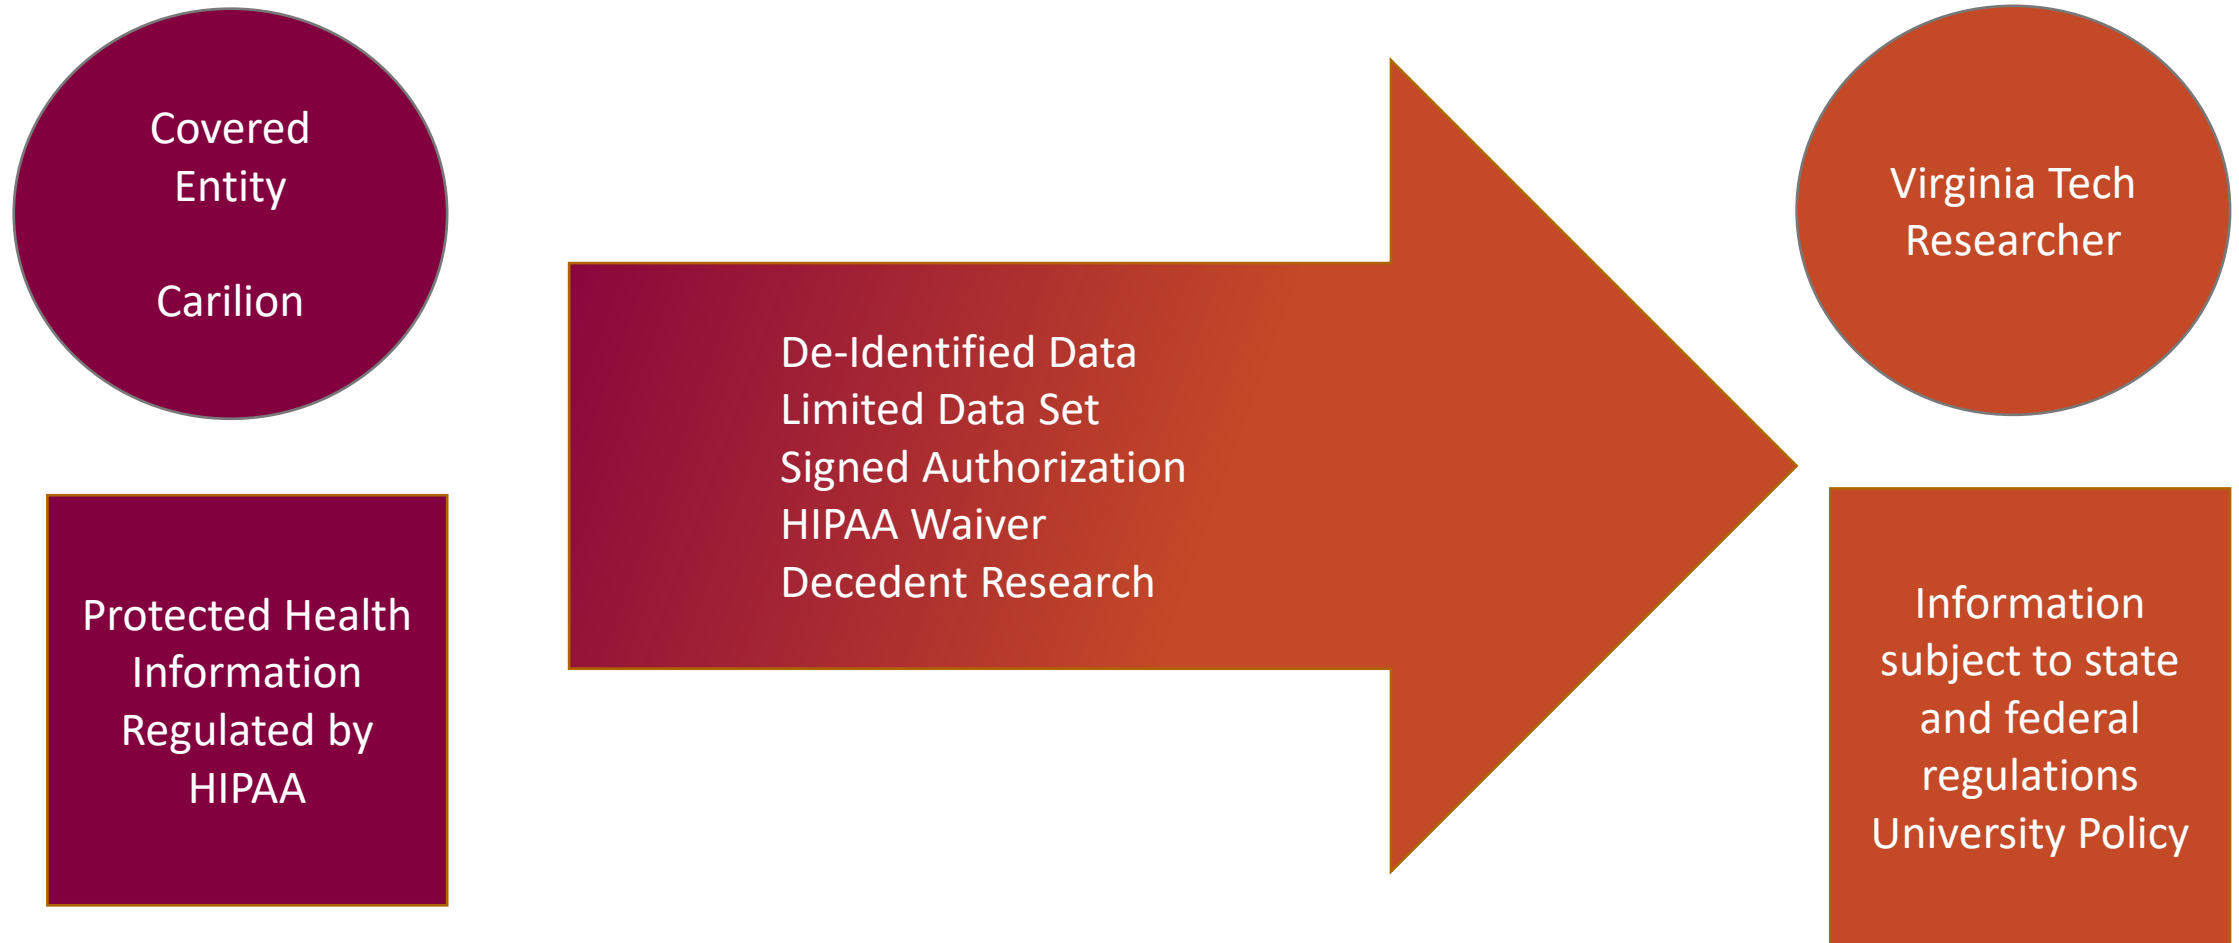 Covered
Entity
Carilion
Protected Health
Information
Regulated by
HIPAA
De-Identified Data
Limited Data Set
Signed Authorization
HIPAA Waiver
Decedent Research
Virginia Tech
Researcher
Information
subject to state
and federal
regulations
University Policy